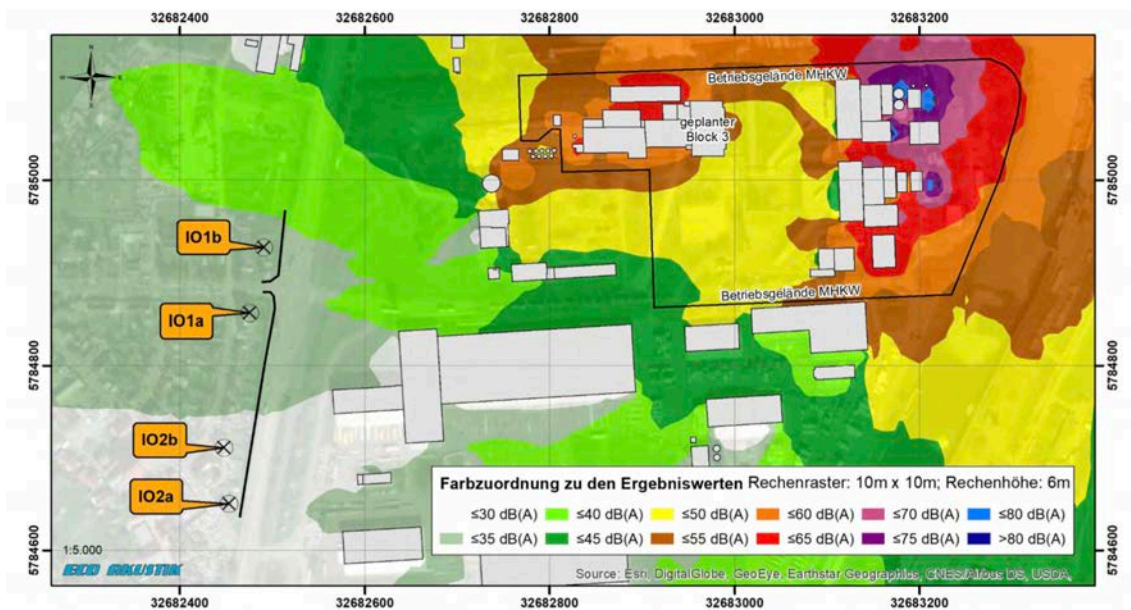 32682400 32682600 32682800 32683000 32683200
N
W E
S
Betriebsgelände MHKW
geplanter
Block 3
5785000 5785000
IO1b
IO1a
Betriebsgelände MHKW
5784800 5784800
IO2b
IO2a
Farbzuordnung zu den Ergebniswerten Rechenraster: 10m x 10m; Rechenhöhe: 6m
≤30 dB(A) ≤40 dB(A) ≤50 dB(A) ≤60 dB(A) ≤70 dB(A) ≤80 dB(A)
≤35 dB(A) ≤45 dB(A) ≤55 dB(A) ≤65 dB(A) ≤75 dB(A) >80 dB(A)
5784600 5784600
1:5.000
ECO AKUSTIK
Source: Esri, DigitalGlobe, GeoEye, Earthstar Geographics, CNES/Airbus DS, USDA,
32682400 32682600 32682800 32683000 32683200